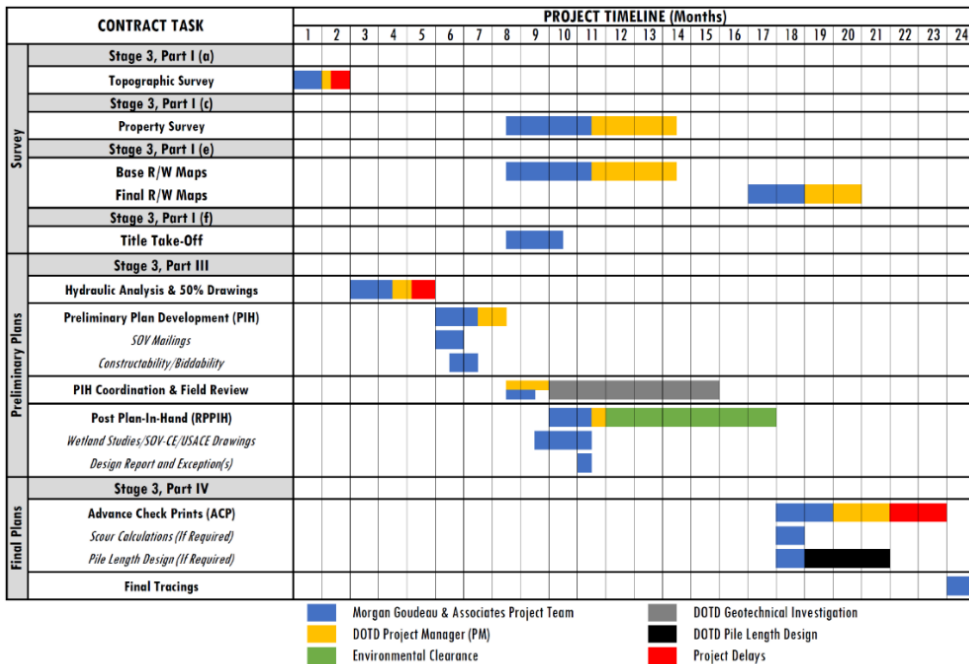 CONTRACT TASK
PROJECT TIMELINE (Months)
1 2 3 4 5 6 7 8 9 10 11 12 13 14 15 16 17 18 19 20 21 22 23 24
Survey
Stage 3, Part I (a)
Topographic Survey
Stage 3, Part I (c)
Property Survey
Stage 3, Part I (e)
Base R/W Maps
Final R/W Maps
Stage 3, Part I (f)
Title Take-Off
Preliminary Plans
Stage 3, Part III
Hydraulic Analysis & 50% Drawings
Preliminary Plan Development (PIH)
SOV Mailings
Constructability/Biddability
PIH Coordination & Field Review
Post Plan-In-Hand (RPPIH)
Wetland Studies/SOV-CE/USACE Drawings
Design Report and Exception(s)
Final Plans
Stage 3, Part IV
Advance Check Prints (ACP)
Scour Calculations (If Required)
Pile Length Design (If Required)
Final Tracings
Morgan Goudeau & Associates Project Team
DOTD Geotechnical Investigation
DOTD Project Manager (PM)
DOTD Pile Length Design
Environmental Clearance
Project Delays